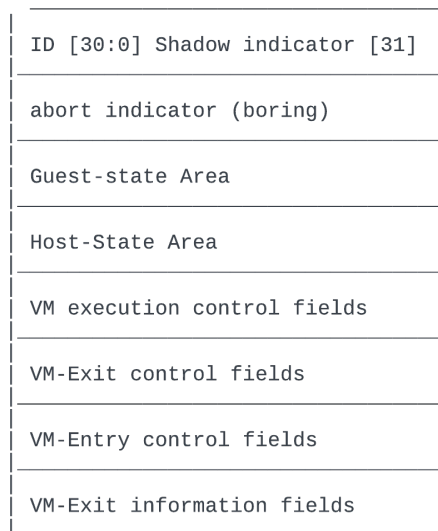 ID [30:0] Shadow indicator [31]
abort indicator (boring)
Guest-state Area
Host-State Area
VM execution control fields
VM-Exit control fields
VM-Entry control fields
VM-Exit information fields